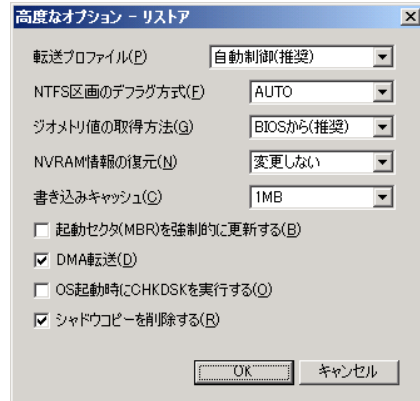 高度なオプション - リストア
転送プロファイル(P) 自動制御(推奨)
NTFS区画のデフラグ方式(F) AUTO
ジオメトリ値の取得方法(G) BIOSから(推奨)
NVRAM情報の復元(N) 変更しない
書き込みキャッシュ(C) 1MB
起動セクタ(MBR)を強制的に更新する(B)
DMA転送(D)
OS起動時にCHKDSKを実行する(O)
シャドウコピーを削除する(R)
OK キャンセル